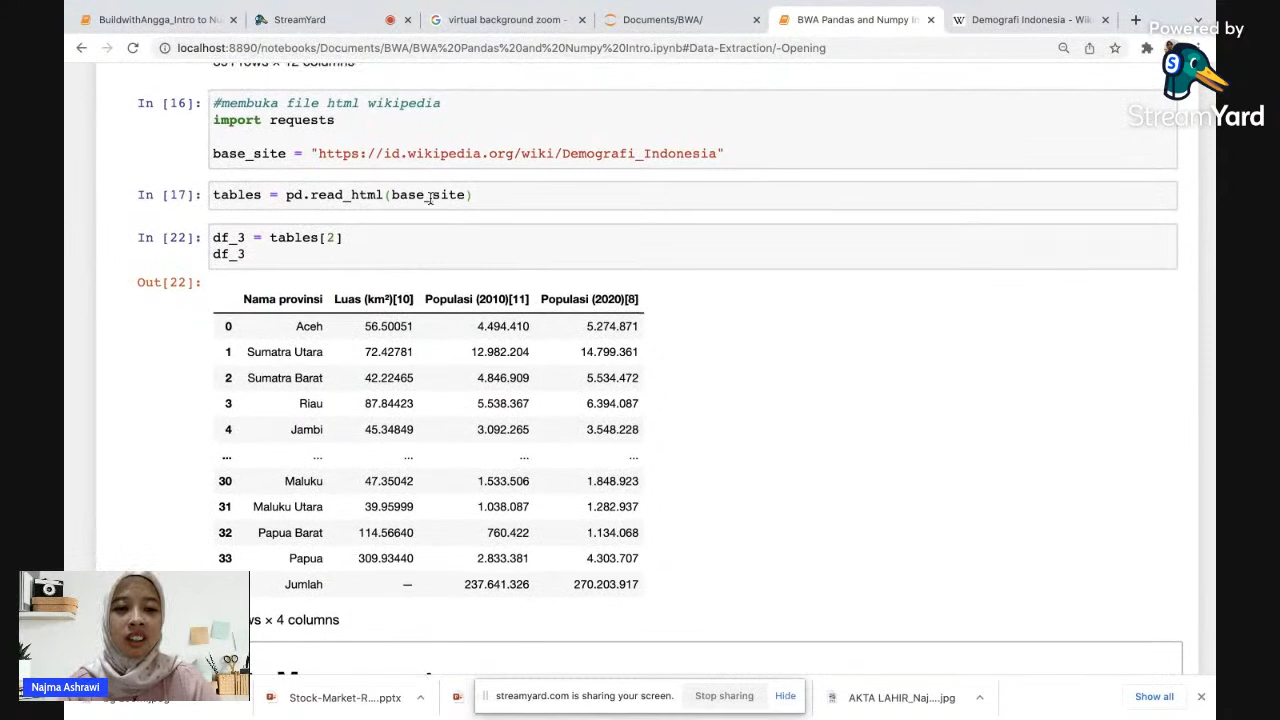 BuildwithAngga_Intro to Nu
StreamYard
virtual background zoom -
Documents/BWA/
BWA Pandas and Numpy In
Demografi Indonesia - Wik
Powered by
StreamYard
localhost:8890/notebooks/Documents/BWA/BWA%20Pandas%20and%20Numpy%20Intro.ipynb#Data-Extraction/-Opening
In [16]:
#membuka file html wikipedia
import requests
base_site = "https://id.wikipedia.org/wiki/Demografi_Indonesia"
In [17]: tables = pd.read_html(base_site)
In [22]: df_3 = tables[2]
df_3
Out[22]:
Nama provinsi Luas (km²)[10] Populasi (2010)[11] Populasi (2020)[8]
0 Aceh 56.50051 4.494.410 5.274.871
1 Sumatra Utara 72.42781 12.982.204 14.799.361
2 Sumatra Barat 42.22465 4.846.909 5.534.472
3 Riau 87.84423 5.538.367 6.394.087
4 Jambi 45.34849 3.092.265 3.548.228
... ... ... ... ...
30 Maluku 47.35042 1.533.506 1.848.923
31 Maluku Utara 39.95999 1.038.087 1.282.937
32 Papua Barat 114.56640 760.422 1.134.068
33 Papua 309.93440 2.833.381 4.303.707
Jumlah — 237.641.326 270.203.917
ws × 4 columns
Najma Ashrawi
Stock-Market-R....pptx
streamyard.com is sharing your screen.
Stop sharing
Hide
AKTA LAHIR_Naj....jpg
Show all